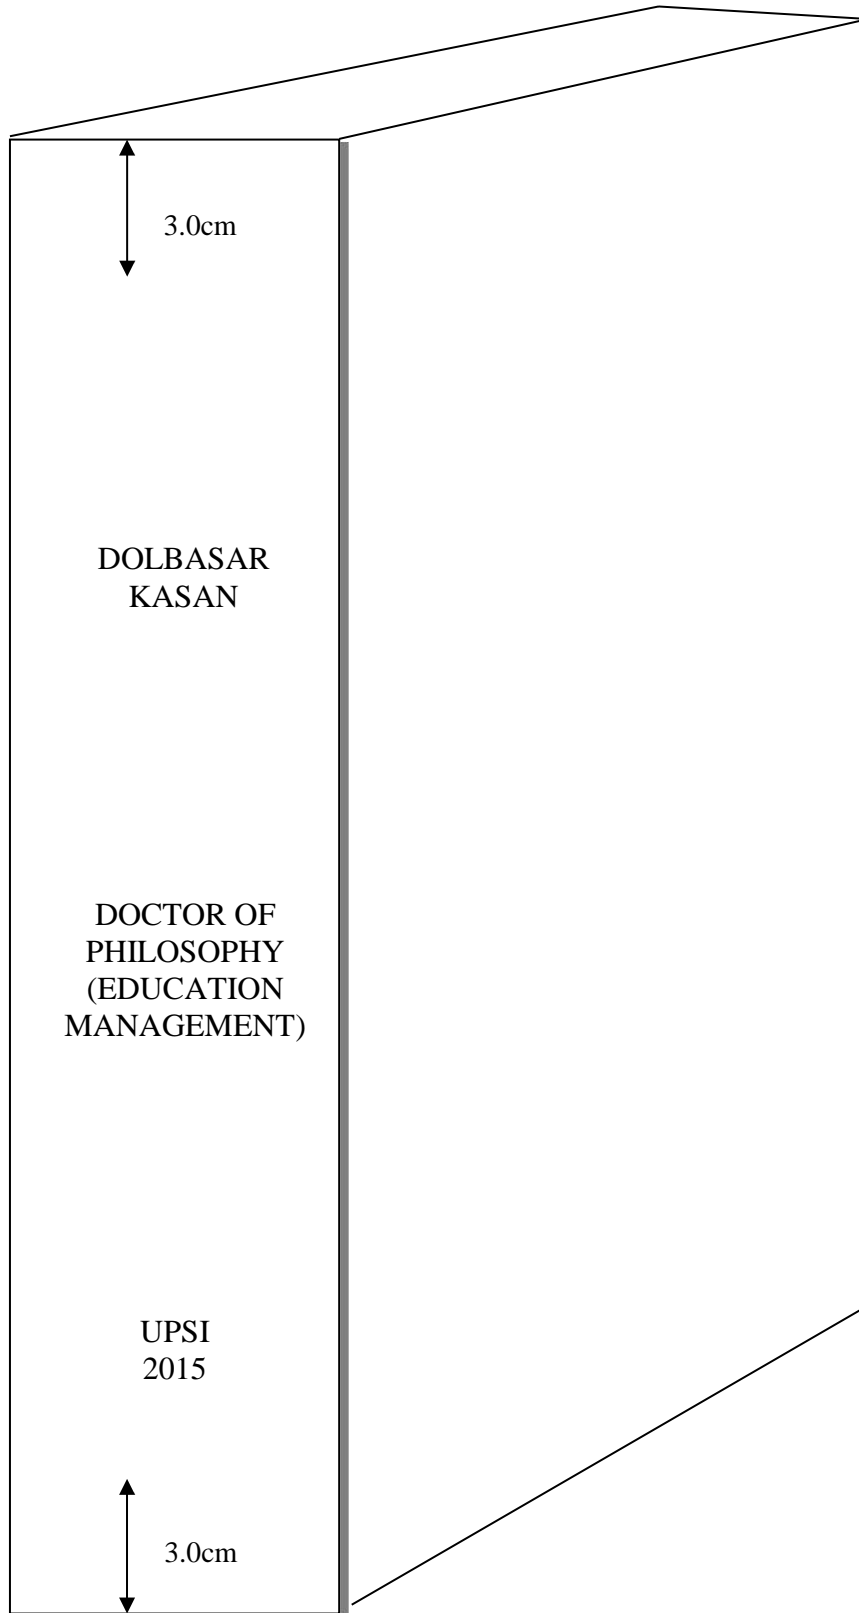 3.0cm
DOLBASAR
KASAN
DOCTOR OF
PHILOSOPHY
(EDUCATION
MANAGEMENT)
UPSI
2015
3.0cm